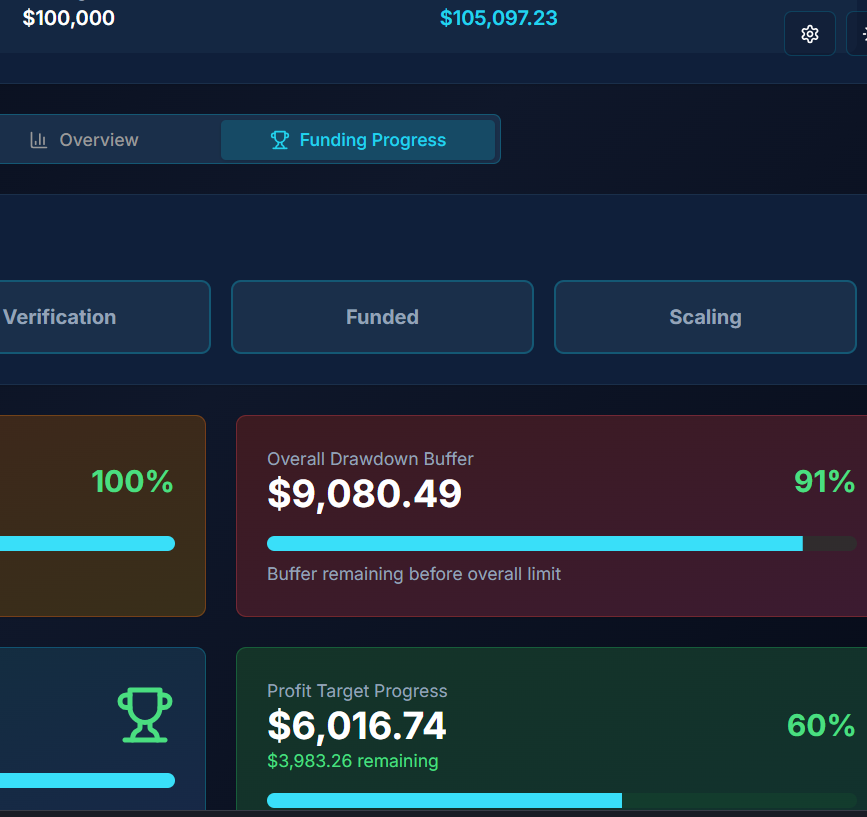 $100,000
$105,097.23
Overview
Funding Progress
Verification
Funded
Scaling
100%
Overall Drawdown Buffer
$9,080.49
91%
Buffer remaining before overall limit
Profit Target Progress
$6,016.74
60%
$3,983.26 remaining